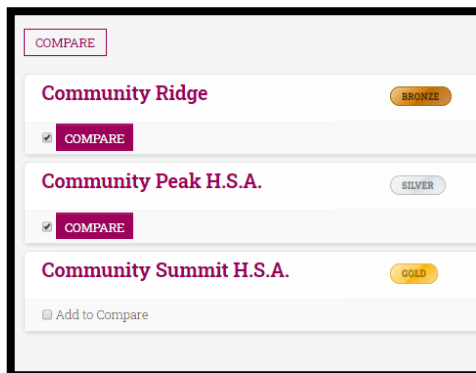 COMPARE
Community Ridge
BRONZE
COMPARE
Community Peak H.S.A.
SILVER
COMPARE
Community Summit H.S.A.
GOLD
Add to Compare